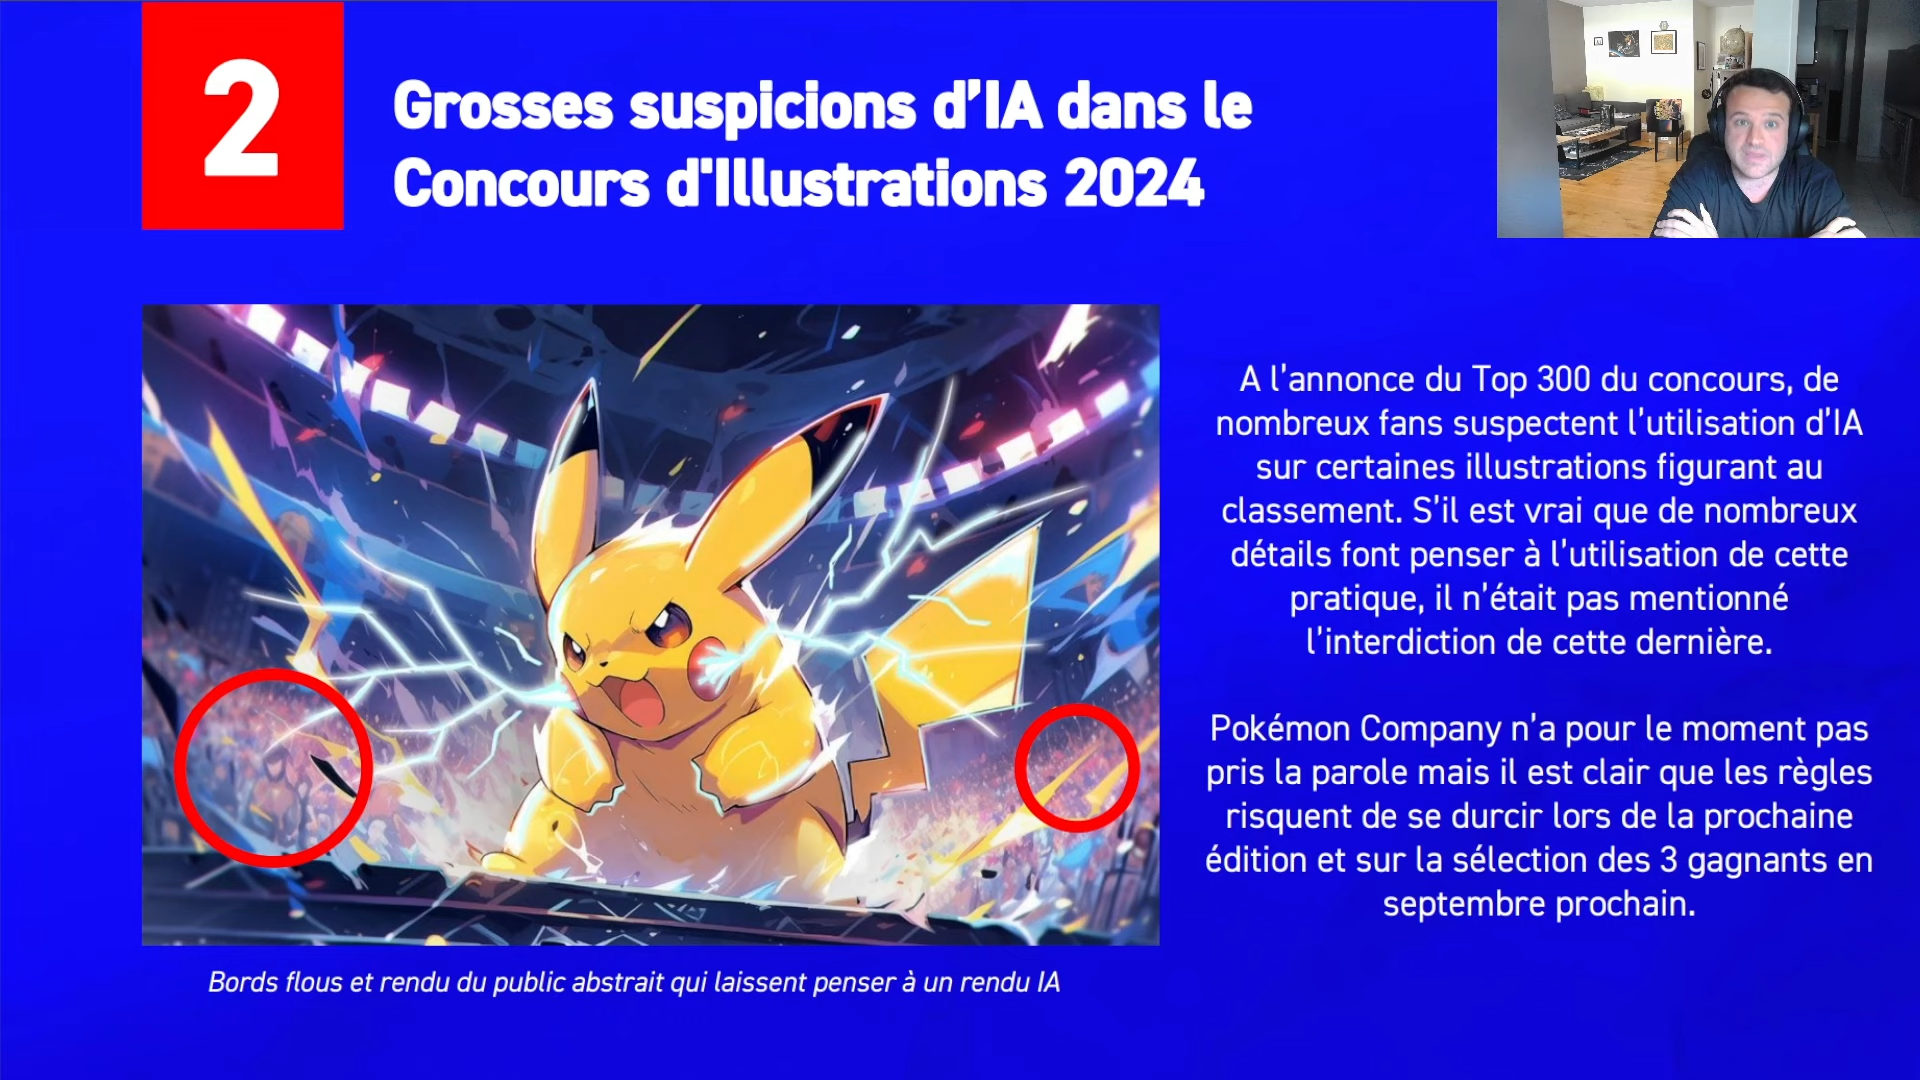 2
Grosses suspicions d’IA dans le
Concours d'Illustrations 2024
A l’annonce du Top 300 du concours, de
nombreux fans suspectent l’utilisation d’IA
sur certaines illustrations figurant au
classement. S’il est vrai que de nombreux
détails font penser à l’utilisation de cette
pratique, il n’était pas mentionné
l’interdiction de cette dernière.
Pokémon Company n’a pour le moment pas
pris la parole mais il est clair que les règles
risquent de se durcir lors de la prochaine
édition et sur la sélection des 3 gagnants en
septembre prochain.
Bords flous et rendu du public abstrait qui laissent penser à un rendu IA